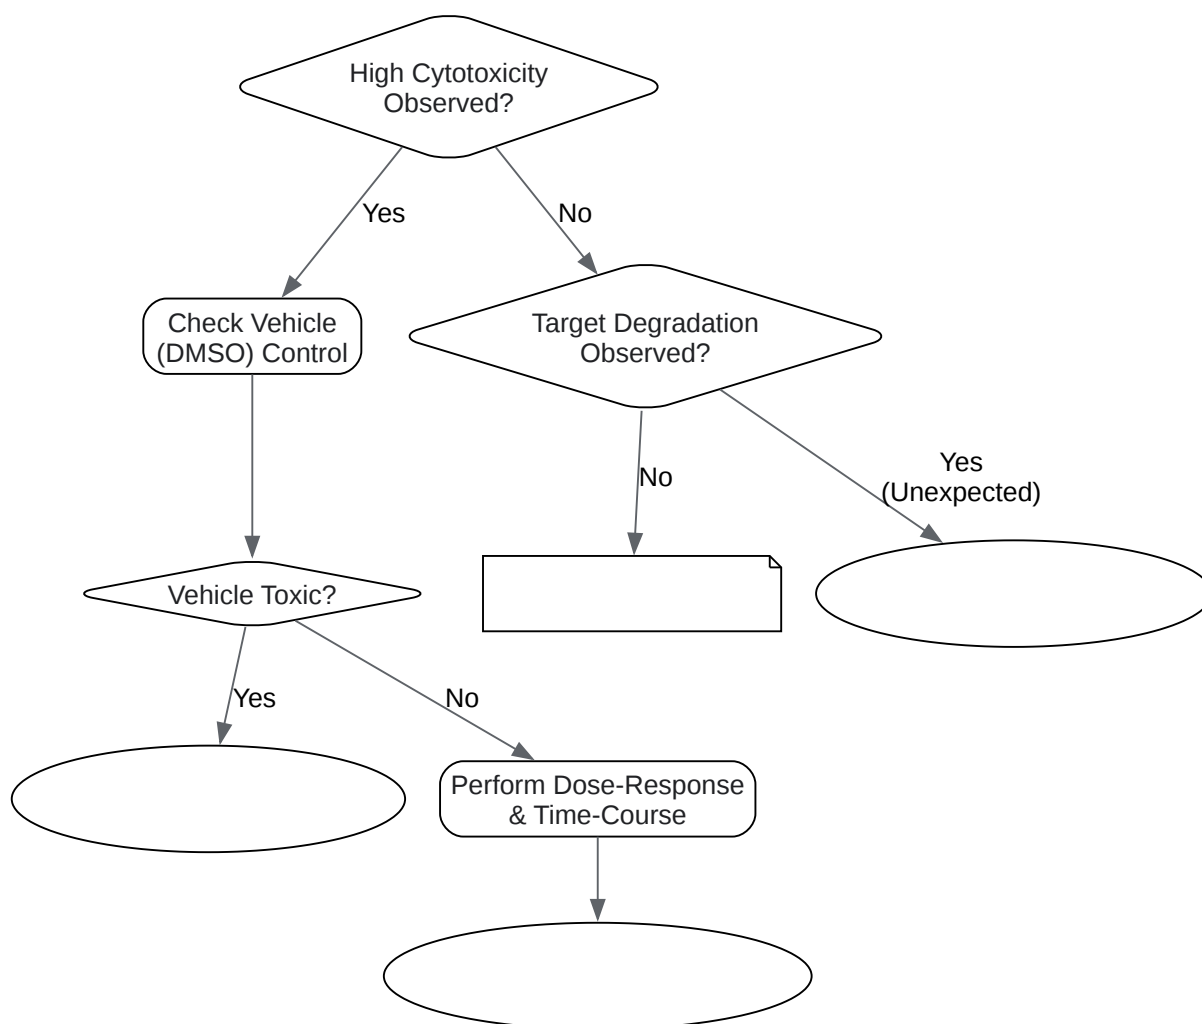 High Cytotoxicity
Observed?
Yes
No
Check Vehicle
(DMSO) Control
Target Degradation
Observed?
No
Yes
(Unexpected)
Vehicle Toxic?
Yes
No
Perform Dose-Response
& Time-Course